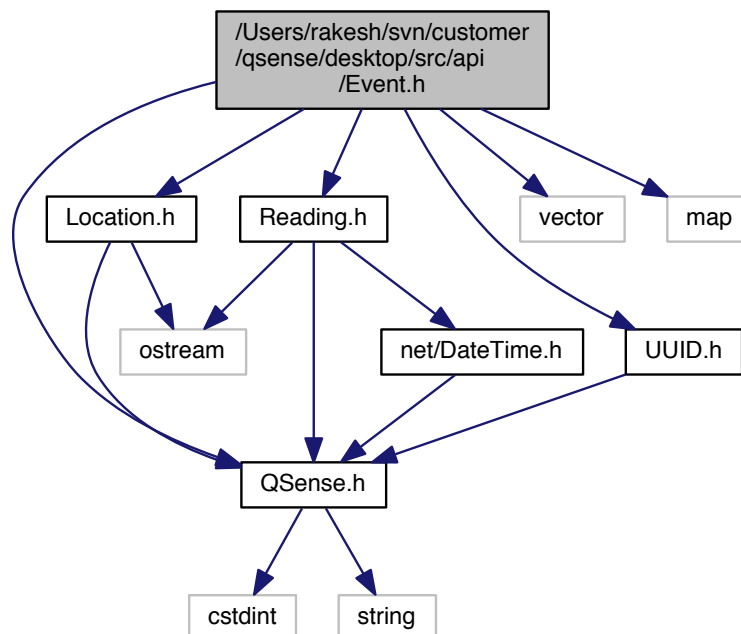 /Users/rakesh/svn/customer
/qsense/desktop/src/api
/Event.h
Location.h
Reading.h
vector
map
ostream
net/DateTime.h
UUID.h
QSense.h
cstdint
string